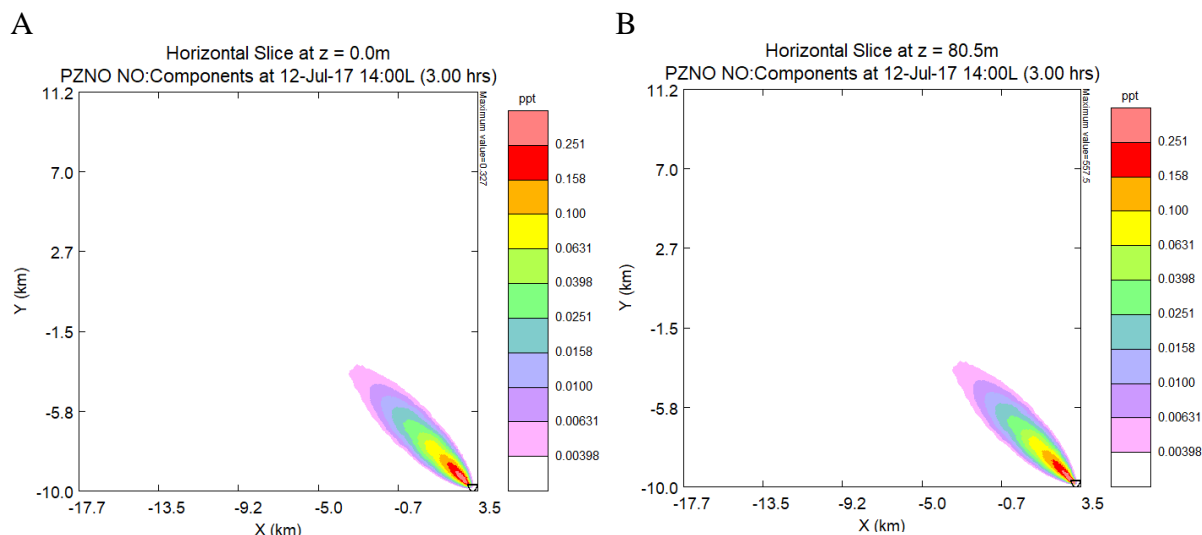 A
Horizontal Slice at z = 0.0m
PZNO NO:Components at 12-Jul-17 14:00L (3.00 hrs)
11.2
7.0
2.7
-1.5
-5.8
-10.0
Y (km)
-17.7 -13.5 -9.2 -5.0 -0.7 3.5
X (km)
Maximum value=0.327
ppt
0.251
0.158
0.100
0.0631
0.0398
0.0251
0.0158
0.0100
0.00631
0.00398
B
Horizontal Slice at z = 80.5m
PZNO NO:Components at 12-Jul-17 14:00L (3.00 hrs)
11.2
7.0
2.7
-1.5
-5.8
-10.0
Y (km)
-17.7 -13.5 -9.2 -5.0 -0.7 3.5
X (km)
Maximum value=557.5
ppt
0.251
0.158
0.100
0.0631
0.0398
0.0251
0.0158
0.0100
0.00631
0.00398